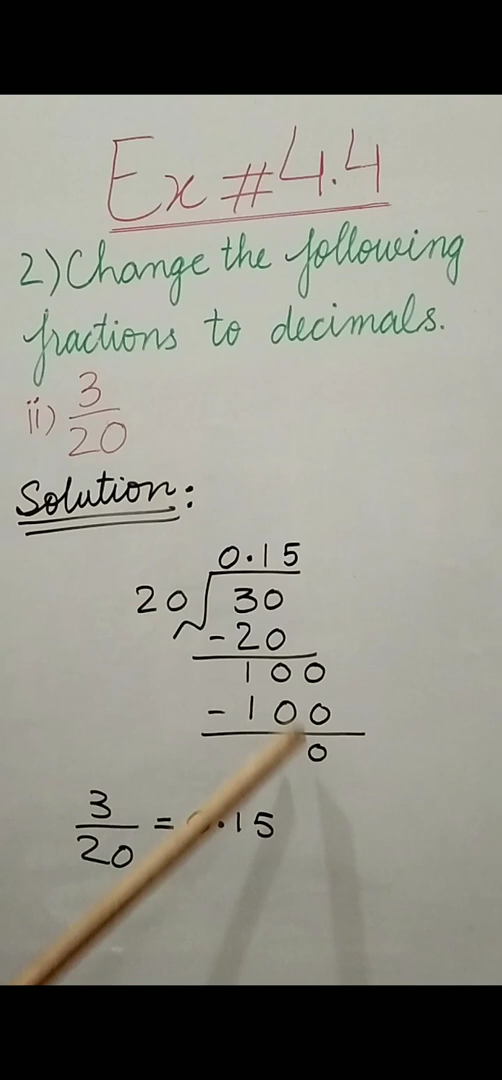 Ex #4.4
2) Change the following
fractions to decimals.
ii) 3/20
Solution:
0.15
20 √ 30
-20
100
-100
0
3/20 = 0.15